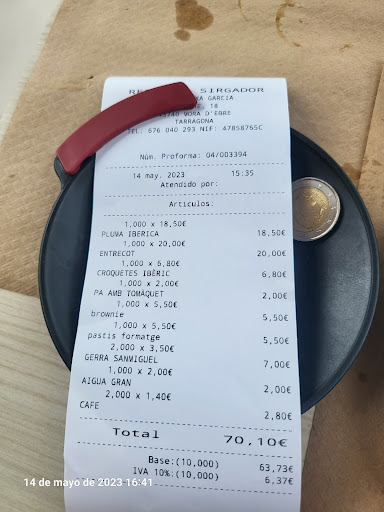 SIRGADOR
GARCIA
18
MORA D'EBRE
TARRAGONA
TEL: 676 040 293 NIF: 47858765C
Núm. Proforma: 04/003394
14 may. 2023 15:35
Atendido por:
Artículos:
1,000 x 18,50€
PLUMA IBERICA 18,50€
1,000 x 20,00€
ENTRECOT 20,00€
1,000 x 6,80€
CROQUETES IBÈRIC 6,80€
1,000 x 2,00€
PA AMB TOMÀQUET 2,00€
1,000 x 5,50€
brownie 5,50€
1,000 x 5,50€
pastis formatge 5,50€
2,000 x 3,50€
GERRA SANMIGUEL 7,00€
1,000 x 2,00€
AIGUA GRAN 2,00€
2,000 x 1,40€
CAFE 2,80€
Total 70,10€
Base:(10,000) 63,73€
IVA 10%:(10,000) 6,37€
14 de mayo de 2023 16:41